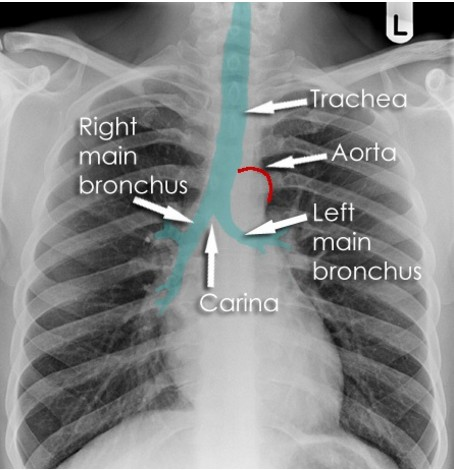 L
Trachea
Right
main
bronchus
Aorta
Left
main
bronchus
Carina